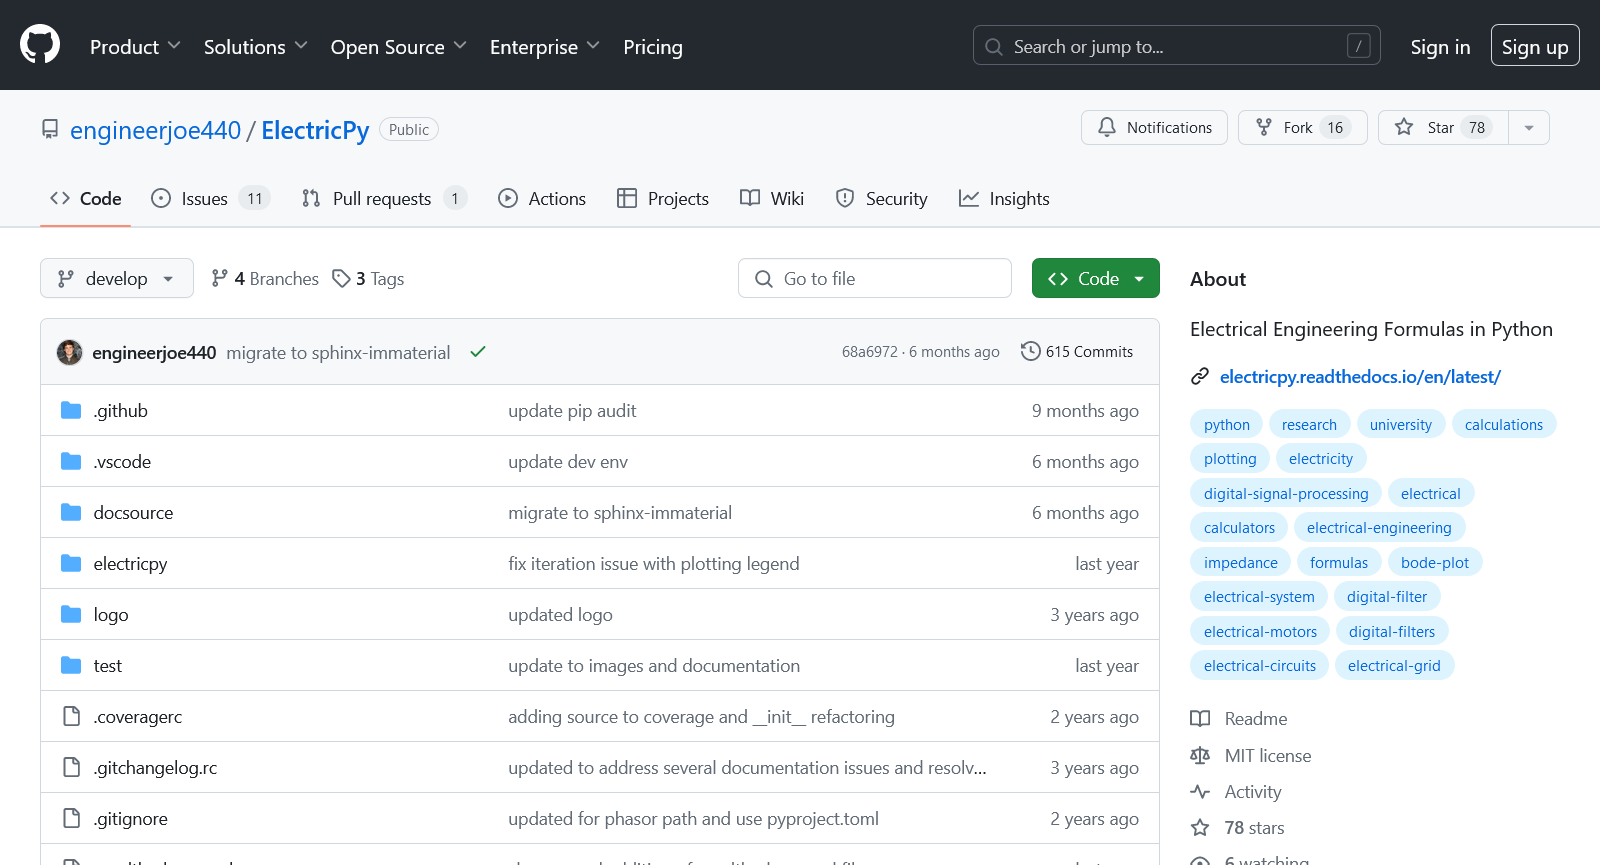 Product Solutions Open Source Enterprise Pricing Search or jump to... / Sign in Sign up
engineerjoe440 / ElectricPy Public Notifications Fork 16 Star 78
Code Issues 11 Pull requests 1 Actions Projects Wiki Security Insights
develop 4 Branches 3 Tags Go to file Code
engineerjoe440 migrate to sphinx-immaterial 68a6972 · 6 months ago 615 Commits
.github update pip audit 9 months ago
.vscode update dev env 6 months ago
docsource migrate to sphinx-immaterial 6 months ago
electricpy fix iteration issue with plotting legend last year
logo updated logo 3 years ago
test update to images and documentation last year
.coveragerc adding source to coverage and __init__ refactoring 2 years ago
.gitchangelog.rc updated to address several documentation issues and resolv... 3 years ago
.gitignore updated for phasor path and use pyproject.toml 2 years ago
About
Electrical Engineering Formulas in Python
electricpy.readthedocs.io/en/latest/
python research university calculations
plotting electricity
digital-signal-processing electrical
calculators electrical-engineering
impedance formulas bode-plot
electrical-system digital-filter
electrical-motors digital-filters
electrical-circuits electrical-grid
Readme
MIT license
Activity
78 stars
6 watching